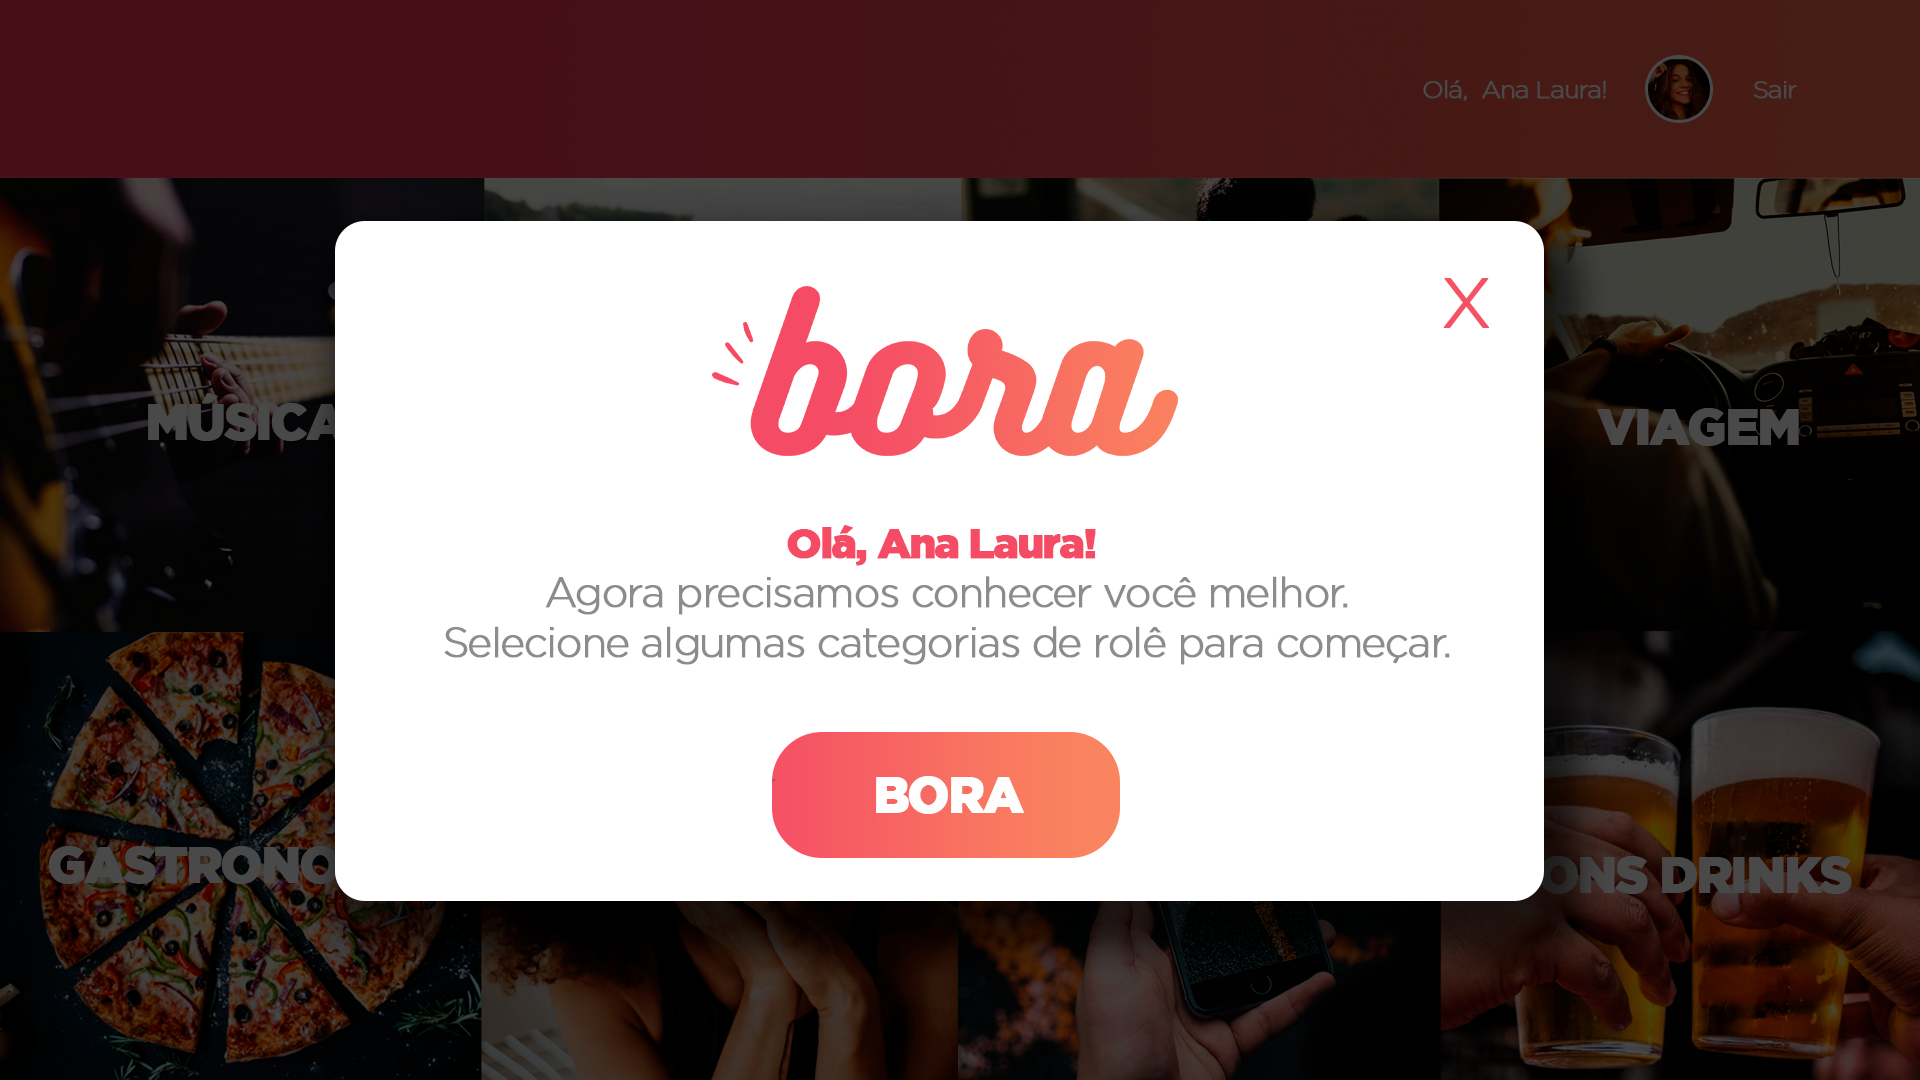 Olá, Ana Laura!
Sair
bora
X
Olá, Ana Laura!
Agora precisamos conhecer você melhor.
Selecione algumas categorias de rolê para começar.
BORA
MÚSICA
VIAGEM
GASTRONO
ONS DRINKS